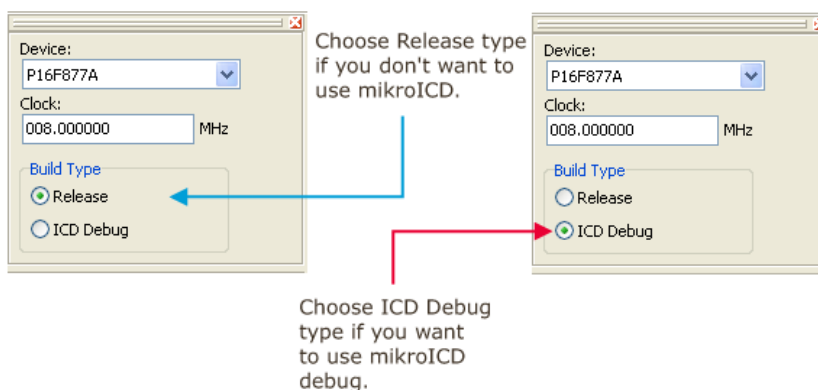 Device:
P16F877A
Clock:
008.000000 MHz
Build Type
Release
ICD Debug
Choose Release type
if you don't want to
use mikroICD.
Device:
P16F877A
Clock:
008.000000 MHz
Build Type
Release
ICD Debug
Choose ICD Debug
type if you want
to use mikroICD
debug.